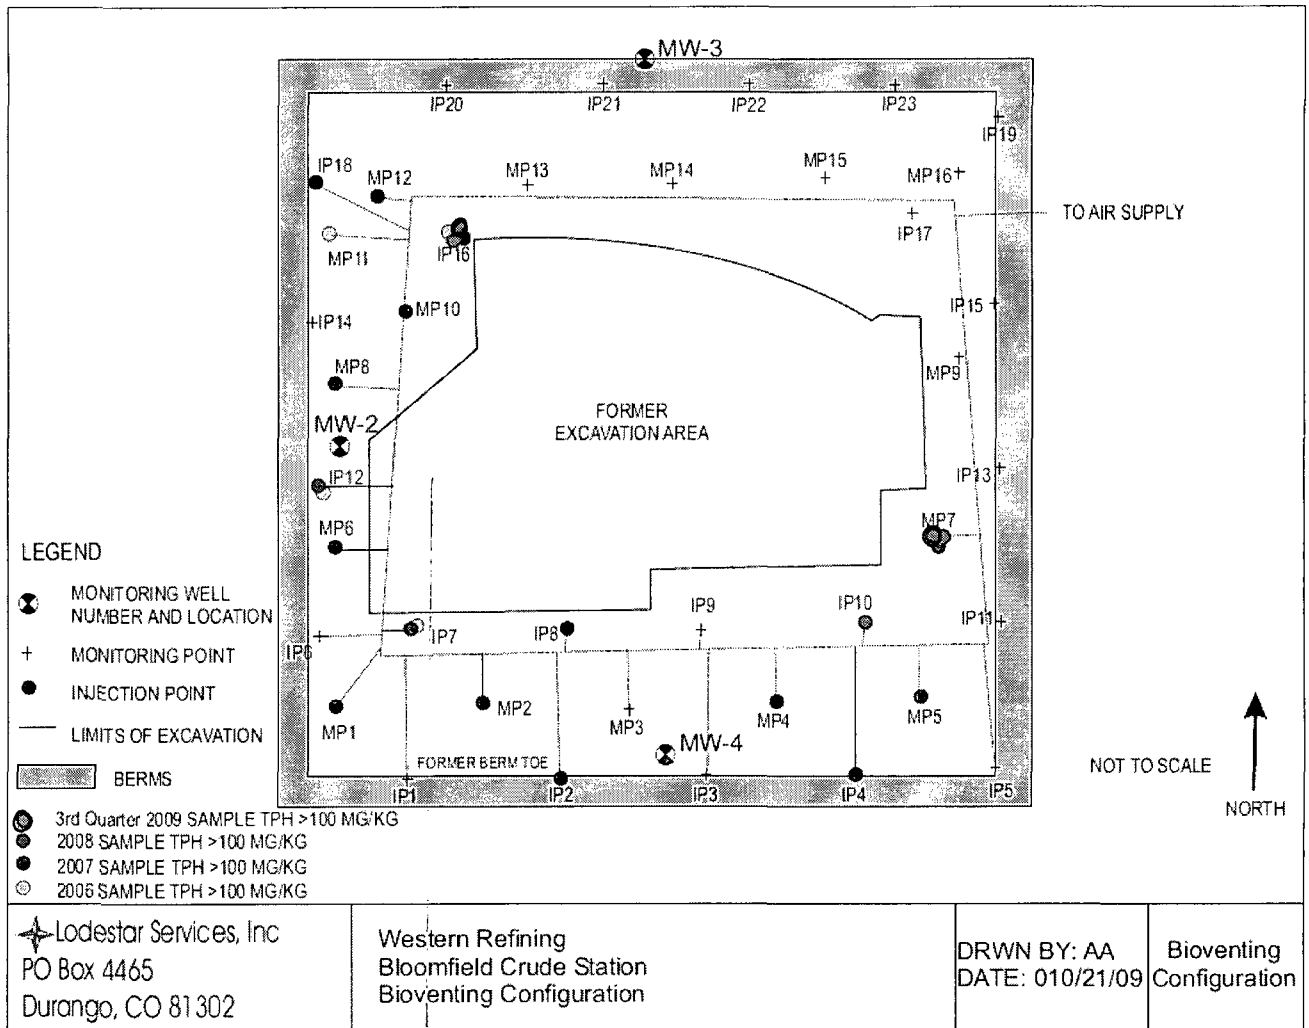 MW-3
IP20
IP21
IP22
IP23
IP19
IP18
MP12
MP13
MP14
MP15
MP16
TO AIR SUPPLY
IP17
MP11
IP16
MP10
IP14
IP15
MP8
MP9
FORMER
EXCAVATION AREA
MW-2
IP12
IP13
MP6
MP7
LEGEND
MONITORING WELL
NUMBER AND LOCATION
MONITORING POINT
INJECTION POINT
LIMITS OF EXCAVATION
BERMS
IP6
IP7
IP8
IP9
IP10
IP11
MP1
MP2
MP3
MP4
MP5
MW-4
FORMER BERM TOE
IP1
IP2
IP3
IP4
IP5
NOT TO SCALE
NORTH
3rd Quarter 2009 SAMPLE TPH >100 MG/KG
2008 SAMPLE TPH >100 MG/KG
2007 SAMPLE TPH >100 MG/KG
2006 SAMPLE TPH >100 MG/KG
Lodestar Services, Inc
PO Box 4465
Durango, CO 81302
Western Refining
Bloomfield Crude Station
Bioventing Configuration
DRWN BY: AA
DATE: 010/21/09
Bioventing
Configuration